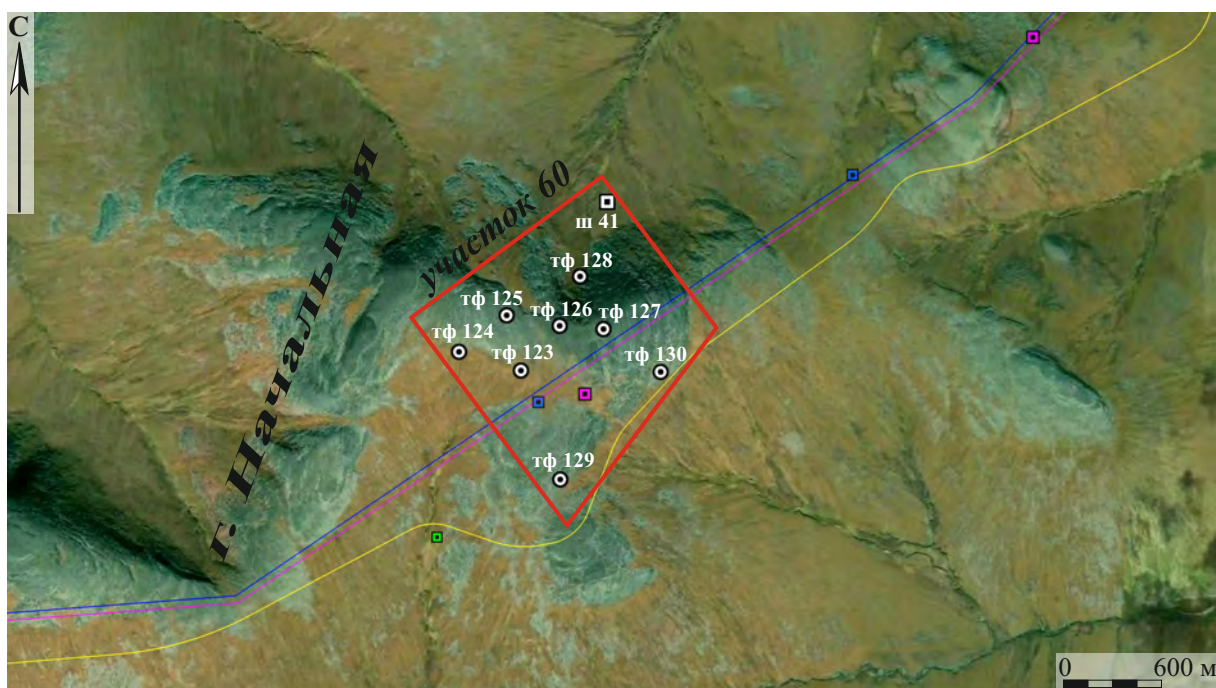 С
г. Начальная
участок 60
ш 41
тф 128
тф 125
тф 126
тф 127
тф 124
тф 123
тф 130
тф 129
0 600 м